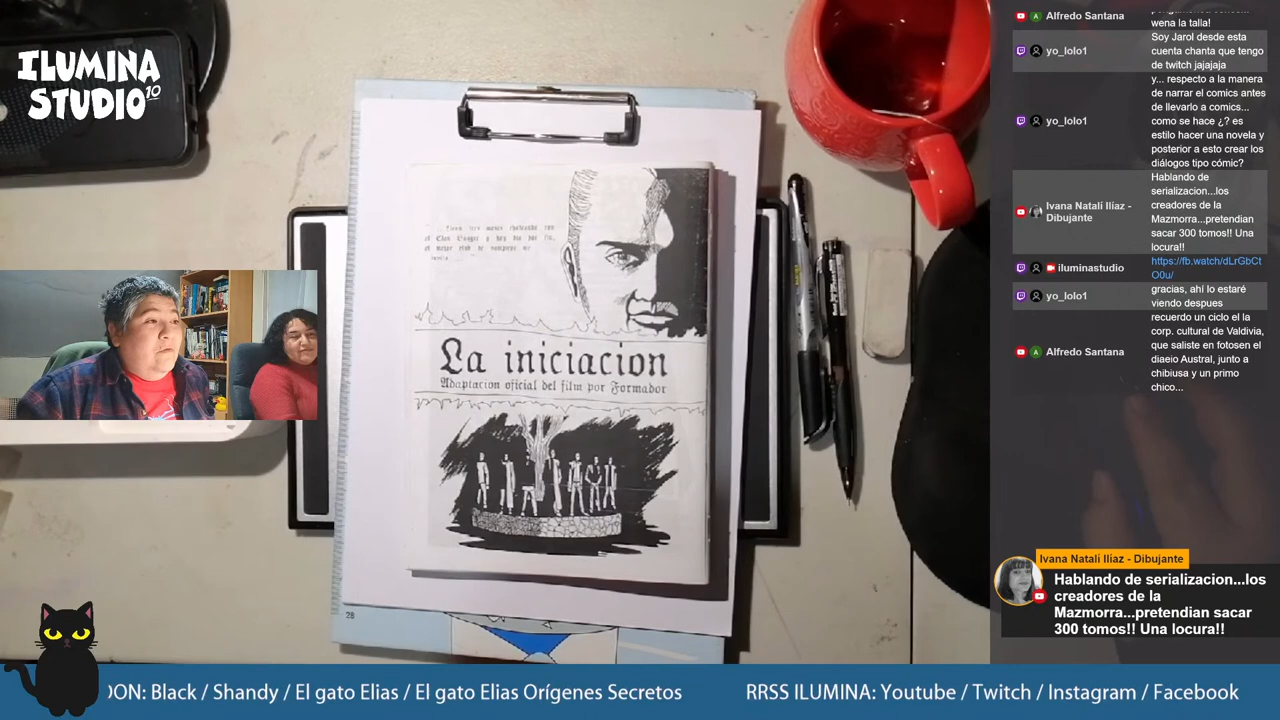 ILUMINA
STUDIO 20
La iniciacion
Adaptacion oficial del film por Formador
28
Alfredo Santana
wena la talla!
yo_lolo1
Soy Jarol desde esta
cuenta chanta que tengo
de twitch jajajaja
yo_lolo1
y... respecto a la manera
de narrar el comics antes
de llevarlo a comics...
como se hace ¿? es
estilo hacer una novela y
posterior a esto crear los
diálogos tipo cómic?
Ivana Natalí Iliaz -
Dibujante
Hablando de
serializacion...los
creadores de la
Mazmorra...pretendian
sacar 300 tomos!! Una
locura!!
iluminastudio
https://fb.watch/dLrGbCt
O0u/
yo_lolo1
gracias, ahí lo estaré
viendo despues
Alfredo Santana
recuerdo un ciclo el la
corp. cultural de Valdivia,
que saliste en fotosen el
diaeio Austral, junto a
chibiusa y un primo
chico...
Ivana Natalí Iliaz - Dibujante
Hablando de serializacion...los
creadores de la
Mazmorra...pretendian sacar
300 tomos!! Una locura!!
ON: Black / Shandy / El gato Elias / El gato Elias Orígenes Secretos
RRSS ILUMINA: Youtube / Twitch / Instagram / Facebook